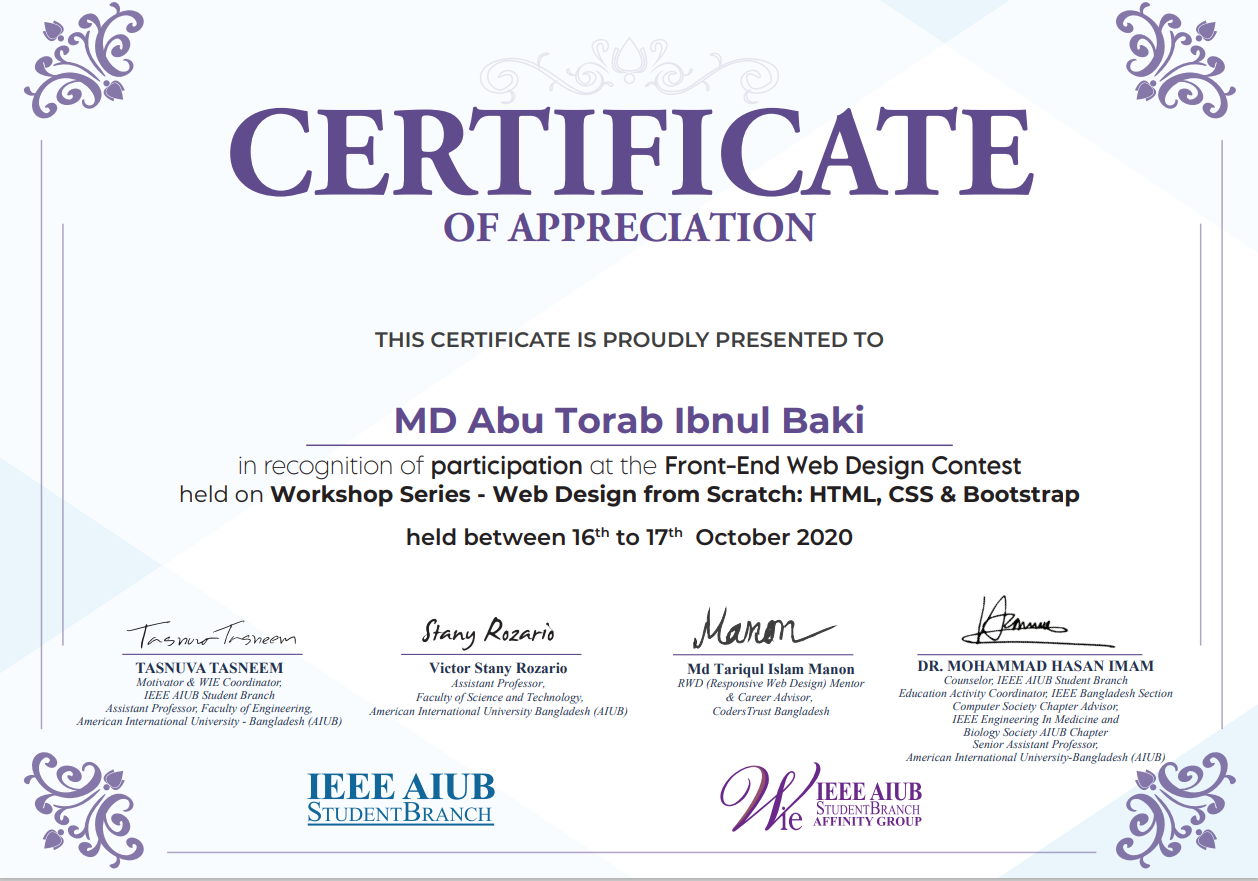 CERTIFICATE
OF APPRECIATION
THIS CERTIFICATE IS PROUDLY PRESENTED TO
MD Abu Torab Ibnul Baki
in recognition of participation at the Front-End Web Design Contest
held on Workshop Series - Web Design from Scratch: HTML, CSS & Bootstrap
held between 16th to 17th October 2020
Tasnuva Tasneem
TASNUVA TASNEEM
Motivator & WIE Coordinator,
IEEE AIUB Student Branch
Assistant Professor, Faculty of Engineering,
American International University - Bangladesh (AIUB)
Stany Rozario
Victor Stany Rozario
Assistant Professor,
Faculty of Science and Technology,
American International University Bangladesh (AIUB)
Manon
Md Tariqul Islam Manon
RWD (Responsive Web Design) Mentor
& Career Advisor,
CodersTrust Bangladesh
DR. MOHAMMAD HASAN IMAM
Counselor, IEEE AIUB Student Branch
Education Activity Coordinator, IEEE Bangladesh Section
Computer Society Chapter Advisor,
IEEE Engineering In Medicine and
Biology Society AIUB Chapter
Senior Assistant Professor,
American International University-Bangladesh (AIUB)
IEEE AIUB
STUDENTBRANCH
Wie
IEEE AIUB
STUDENTBRANCH
AFFINITY GROUP